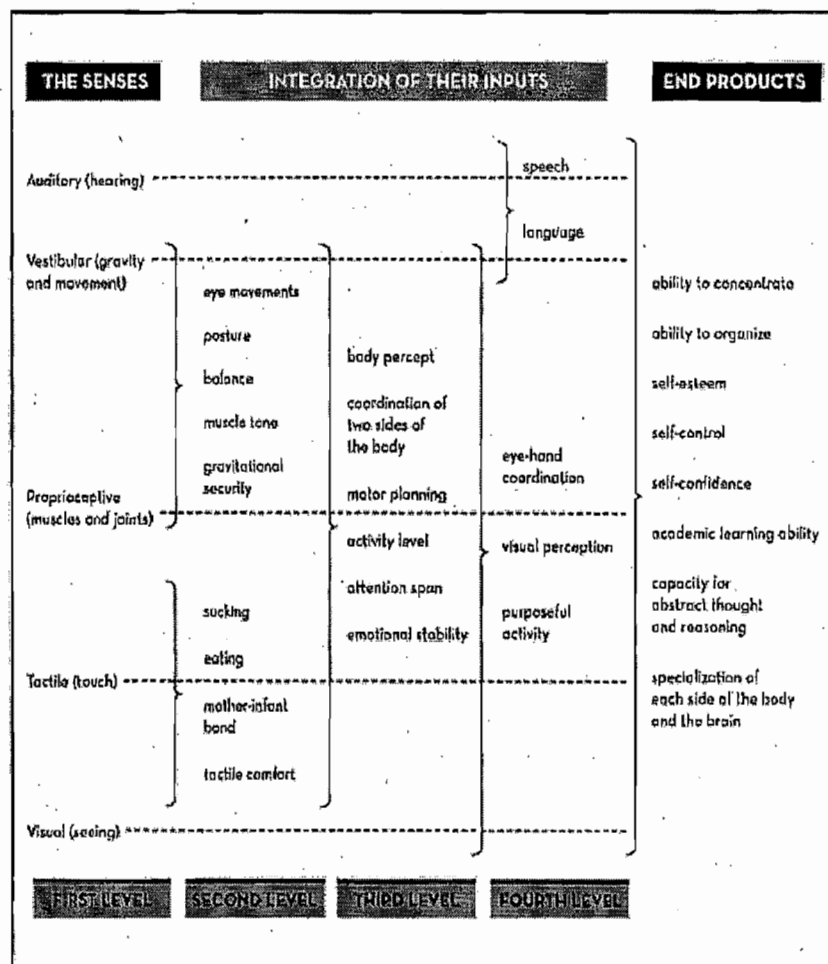 THE SENSES
INTEGRATION OF THEIR INPUTS
END PRODUCTS
Auditory (hearing)
Vestibular (gravity
and movement)
Proprioceptive
(muscles and joints)
Tactile (touch)
Visual (seeing)
eye movements
posture
balance
muscle tone
gravitational
security
sucking
eating
mother-infant
bond
tactile comfort
body percept
coordination of
two sides of
the body
motor planning
activity level
attention span
emotional stability
speech
language
eye-hand
coordination
visual perception
purposeful
activity
ability to concentrate
ability to organize
self-esteem
self-control
self-confidence
academic learning ability
capacity for
abstract thought
and reasoning
specialization of
each side of the body
and the brain
FIRST LEVEL
SECOND LEVEL
THIRD LEVEL
FOURTH LEVEL